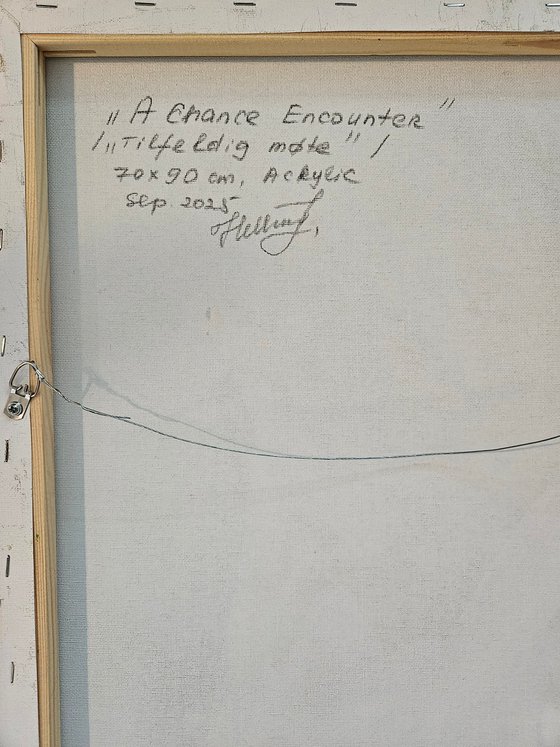 „A Chance Encounter"
/„Tilfeldig møte"/
70x90 cm, Acrylic
Sep. 2025